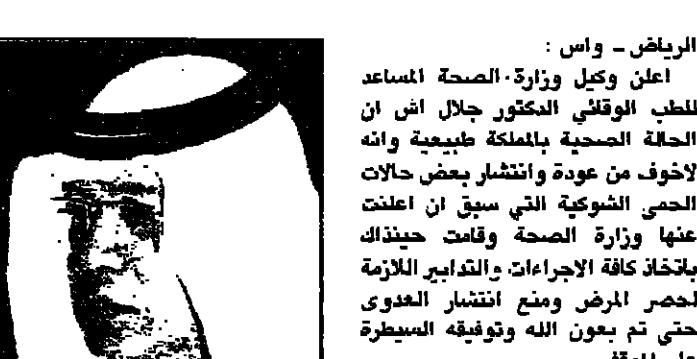 الرياض ـ واس :
اعلن وكيل وزارة الصحة المساعد
للطب الوقائي الدكتور جلال اش ان
الحالة الصحية بالمملكة طبيعية وانه
لاخوف من عودة وانتشار بعض حالات
الحمى الشوكية التي سبق ان اعلنت
عنها وزارة الصحة وقامت حينذاك
باتخاذ كافة الاجراءات والتدابير اللازمة
لحصر المرض ومنع انتشار العدوى
حتى تم بعون الله وتوفيقه السيطرة